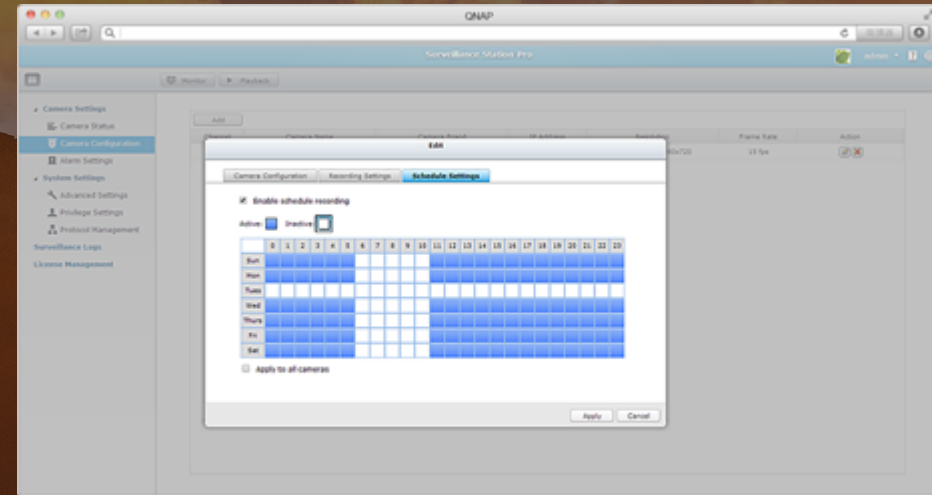 QNAP
Surveillance Station Pro
admin
Monitor Playback
Camera Settings
Camera Status
Camera Configuration
Alarm Settings
System Settings
Advanced Settings
Privilege Settings
Protocol Management
Surveillance Logs
License Management
Add
Channel Camera Name Camera Brand IP Address Resolution Frame Rate Action
15 fps
Edit
Camera Configuration Recording Settings Schedule Settings
Enable schedule recording
Active: Inactive:
0 1 2 3 4 5 6 7 8 9 10 11 12 13 14 15 16 17 18 19 20 21 22 23
Sun
Mon
Tues
Wed
Thurs
Fri
Sat
Apply to all cameras
Apply Cancel